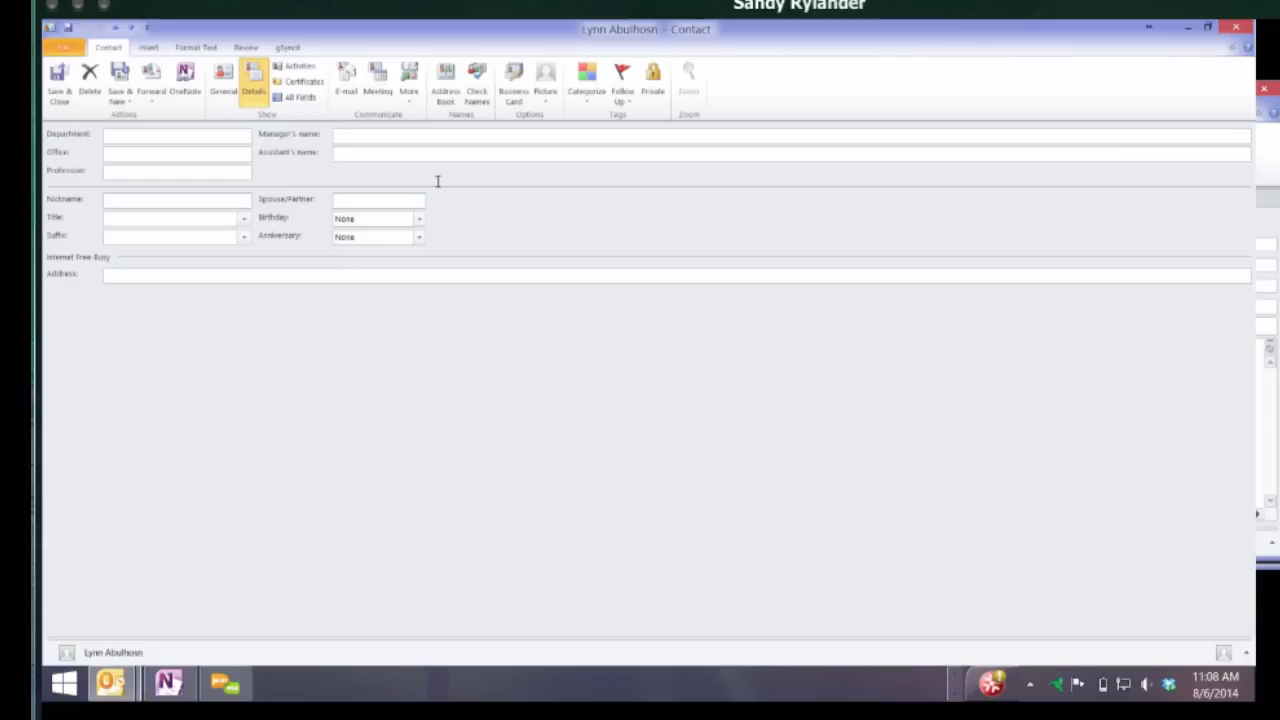 Sandy Rylander
Lynn Abulhosn - Contact
File Contact Insert Format Text Review gSyncit
Save & Close Delete Save & New Forward OneNote General Details Activities Certificates All Fields E-mail Meeting More Address Book Check Names Business Card Picture Categorize Follow Up Private Zoom
Actions Show Communicate Names Options Tags Zoom
Department: Manager's name:
Office: Assistant's name:
Profession:
Nickname: Spouse/Partner:
Title: Birthday: None
Suffix: Anniversary: None
Internet Free-Busy
Address:
Lynn Abulhosn
11:08 AM
8/6/2014